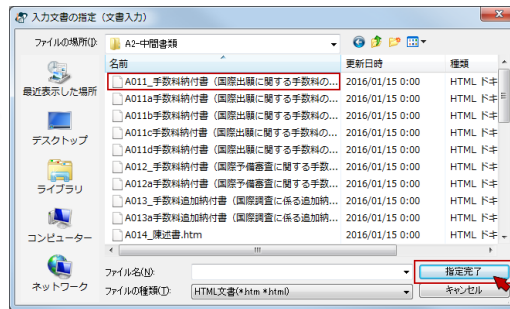 入力文書の指定（文書入力）
ファイルの場所(I): A2-中間書類
名前 更新日時 種類
A011_手数料納付書（国際出願に関する手数料の... 2016/01/15 0:00 HTML ドキ
A011a手数料納付書（国際出願に関する手数料の... 2016/01/15 0:00 HTML ドキ
A011b手数料納付書（国際出願に関する手数料の... 2016/01/15 0:00 HTML ドキ
A011c手数料納付書（国際出願に関する手数料の... 2016/01/15 0:00 HTML ドキ
A011d手数料納付書（国際出願に関する手数料の... 2016/01/15 0:00 HTML ドキ
A012_手数料納付書（国際予備審査に関する手数... 2016/01/15 0:00 HTML ドキ
A012a手数料納付書（国際予備審査に関する手数... 2016/01/15 0:00 HTML ドキ
A013_手数料追加納付書（国際調査に係る追加納... 2016/01/15 0:00 HTML ドキ
A013a手数料追加納付書（国際調査に係る追加納... 2016/01/15 0:00 HTML ドキ
A014_陳述書.htm 2016/01/15 0:00 HTML ドキ
最近表示した場所
デスクトップ
ライブラリ
コンピューター
ネットワーク
ファイル名(N): 指定完了
ファイルの種類(T): HTML文書(*htm *html) キャンセル